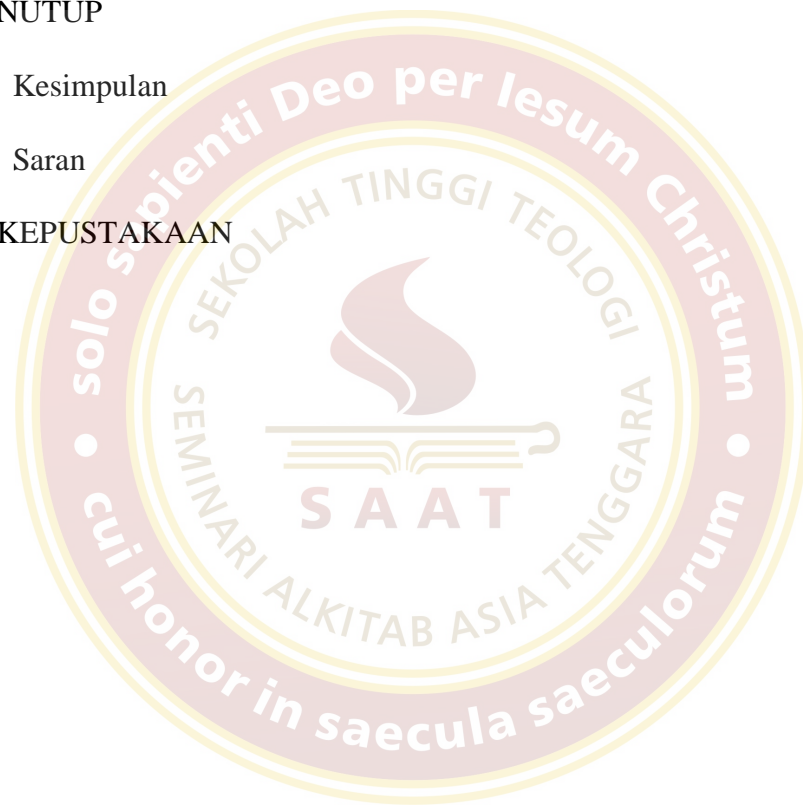 NUTUP
Kesimpulan
Saran
KEPUSTAKAAN
solo sapienti Deo per Iesum Christum
SEKOLAH TINGGI TEOLOGI
SAAT
SEMINARI ALKITAB ASIA TENGGARA
cui honor in saecula saeculorum